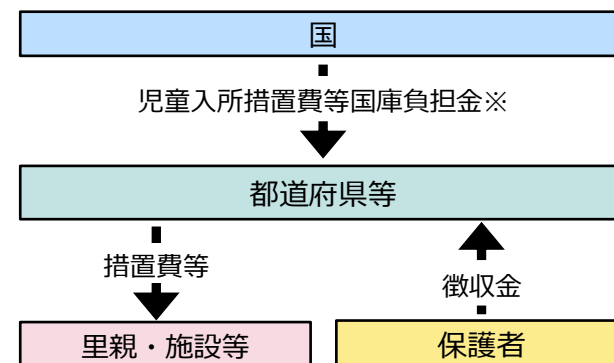 国
児童入所措置費等国庫負担金※
都道府県等
措置費等
徴収金
里親・施設等
保護者